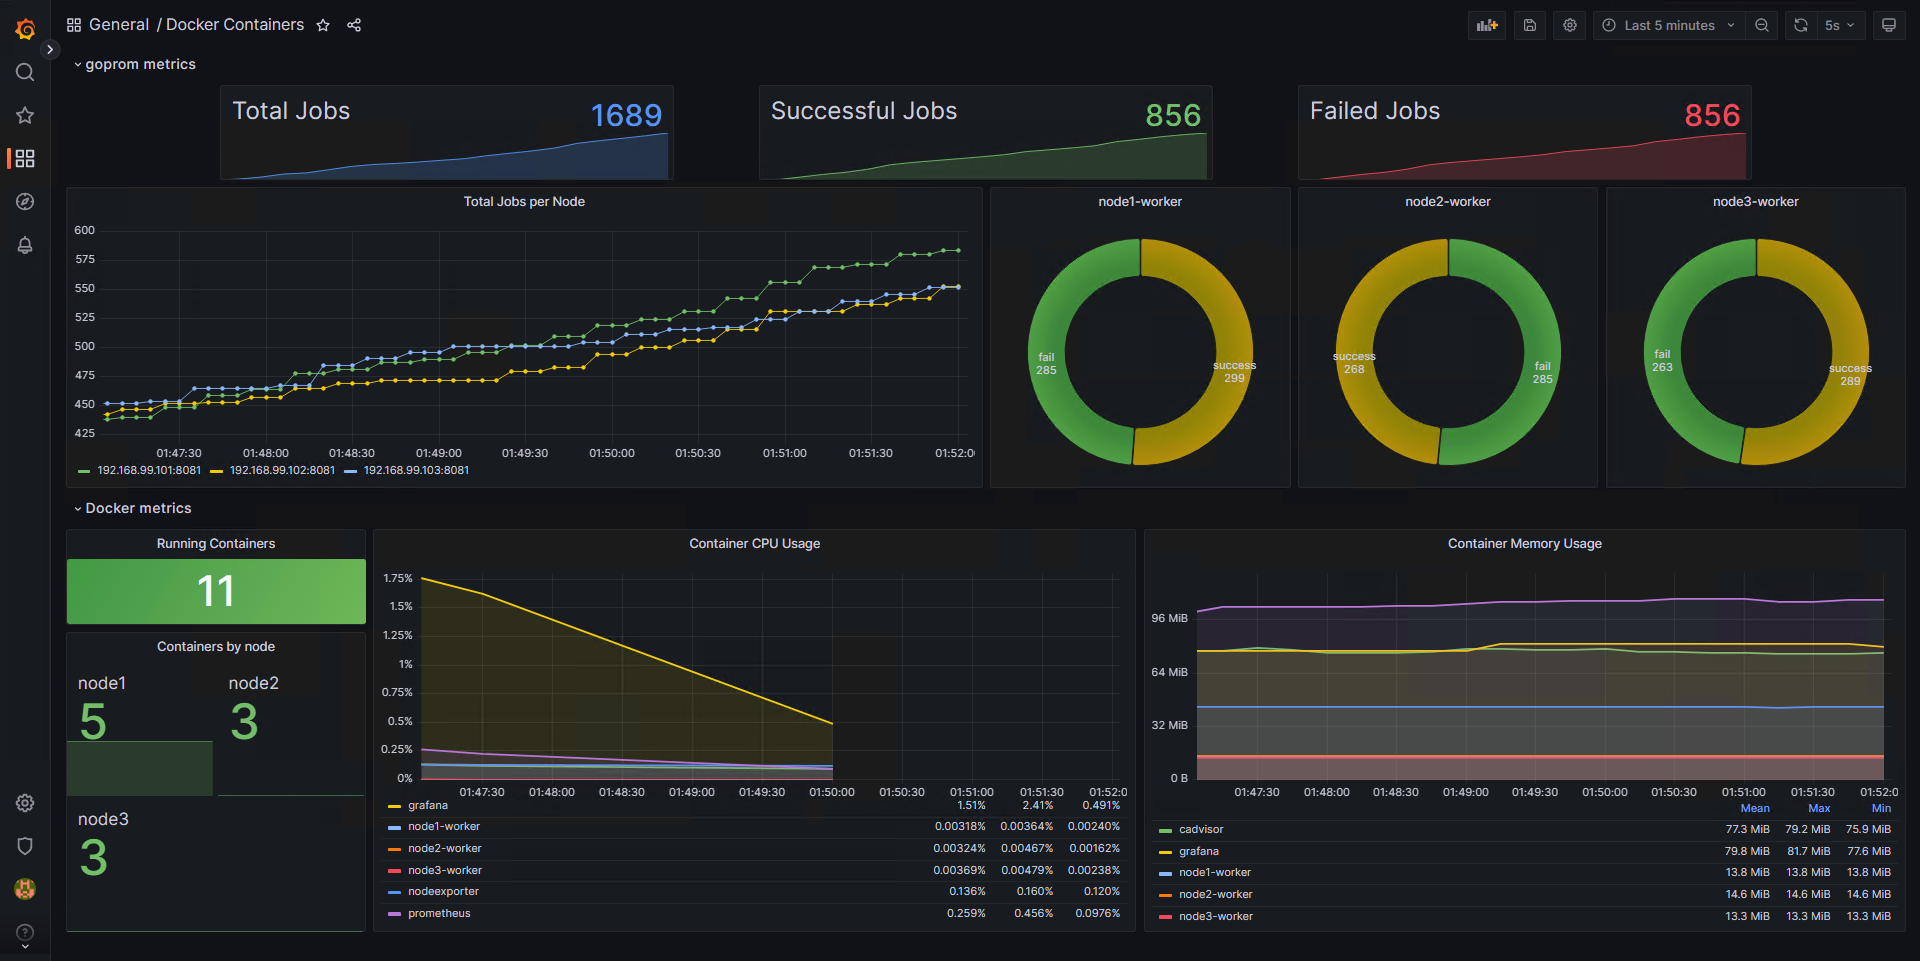 General / Docker Containers
Last 5 minutes
5s
goprom metrics
Total Jobs
1689
Successful Jobs
856
Failed Jobs
856
Total Jobs per Node
600
575
550
525
500
475
450
425
01:47:30 01:48:00 01:48:30 01:49:00 01:49:30 01:50:00 01:50:30 01:51:00 01:51:30 01:52:0
192.168.99.101:8081 192.168.99.102:8081 192.168.99.103:8081
node1-worker
fail
285
success
299
node2-worker
success
268
fail
285
node3-worker
fail
263
success
289
Docker metrics
Running Containers
11
Containers by node
node1
5
node2
3
node3
3
Container CPU Usage
1.75%
1.5%
1.25%
1%
0.75%
0.5%
0.25%
0%
01:47:30 01:48:00 01:48:30 01:49:00 01:49:30 01:50:00 01:50:30 01:51:00 01:51:30 01:52:0
grafana 1.51% 2.41% 0.491%
node1-worker 0.00318% 0.00364% 0.00240%
node2-worker 0.00324% 0.00467% 0.00162%
node3-worker 0.00369% 0.00479% 0.00238%
nodeexporter 0.136% 0.160% 0.120%
prometheus 0.259% 0.456% 0.0976%
Container Memory Usage
96 MiB
64 MiB
32 MiB
0 B
01:47:30 01:48:00 01:48:30 01:49:00 01:49:30 01:50:00 01:50:30 01:51:00 01:51:30 01:52:0
Mean Max Min
cadvisor 77.3 MiB 79.2 MiB 75.9 MiB
grafana 79.8 MiB 81.7 MiB 77.6 MiB
node1-worker 13.8 MiB 13.8 MiB 13.8 MiB
node2-worker 14.6 MiB 14.6 MiB 14.6 MiB
node3-worker 13.3 MiB 13.3 MiB 13.3 MiB